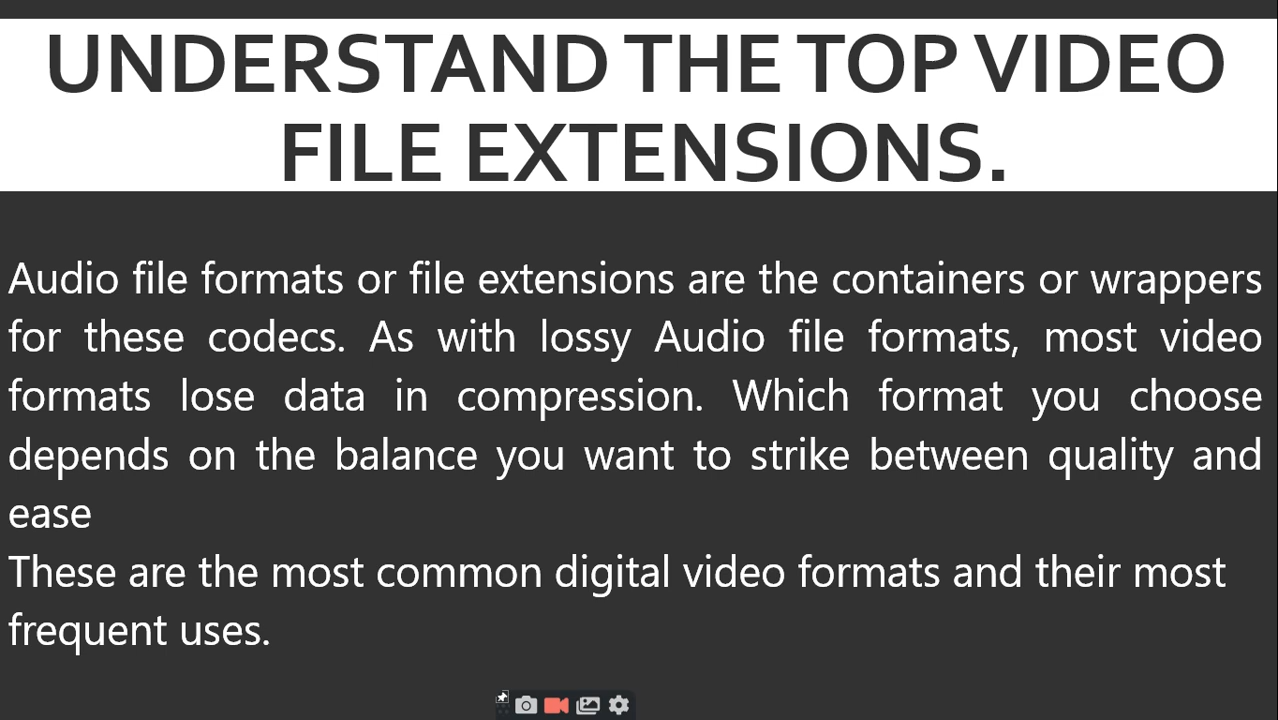 UNDERSTAND THE TOP VIDEO
FILE EXTENSIONS.
Audio file formats or file extensions are the containers or wrappers
for these codecs. As with lossy Audio file formats, most video
formats lose data in compression. Which format you choose
depends on the balance you want to strike between quality and
ease
These are the most common digital video formats and their most
frequent uses.